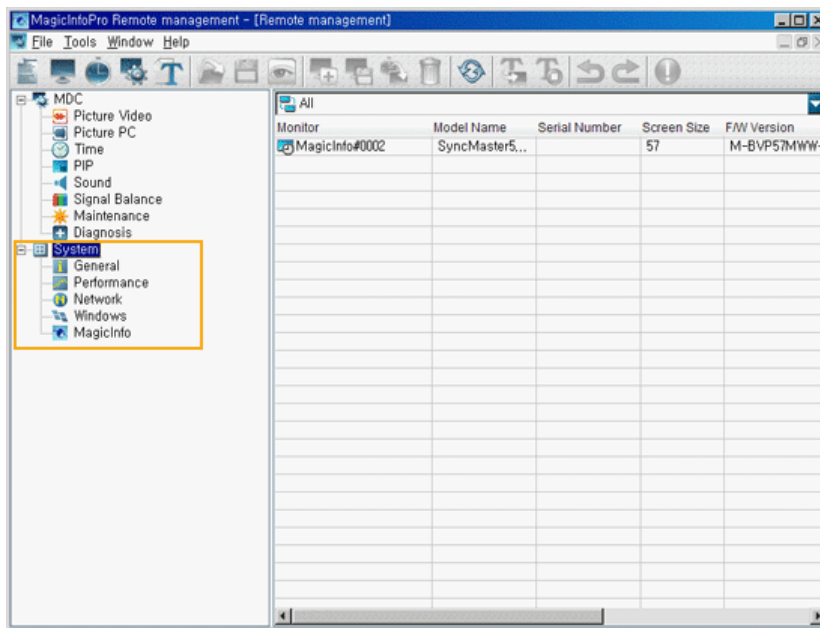 MagicInfoPro Remote management - [Remote management]
File Tools Window Help
MDC
Picture Video
Picture PC
Time
PIP
Sound
Signal Balance
Maintenance
Diagnosis
System
General
Performance
Network
Windows
MagicInfo
All
Monitor Model Name Serial Number Screen Size F/W Version
MagicInfo#0002 SyncMaster5... 57 M-BVP57MWW-